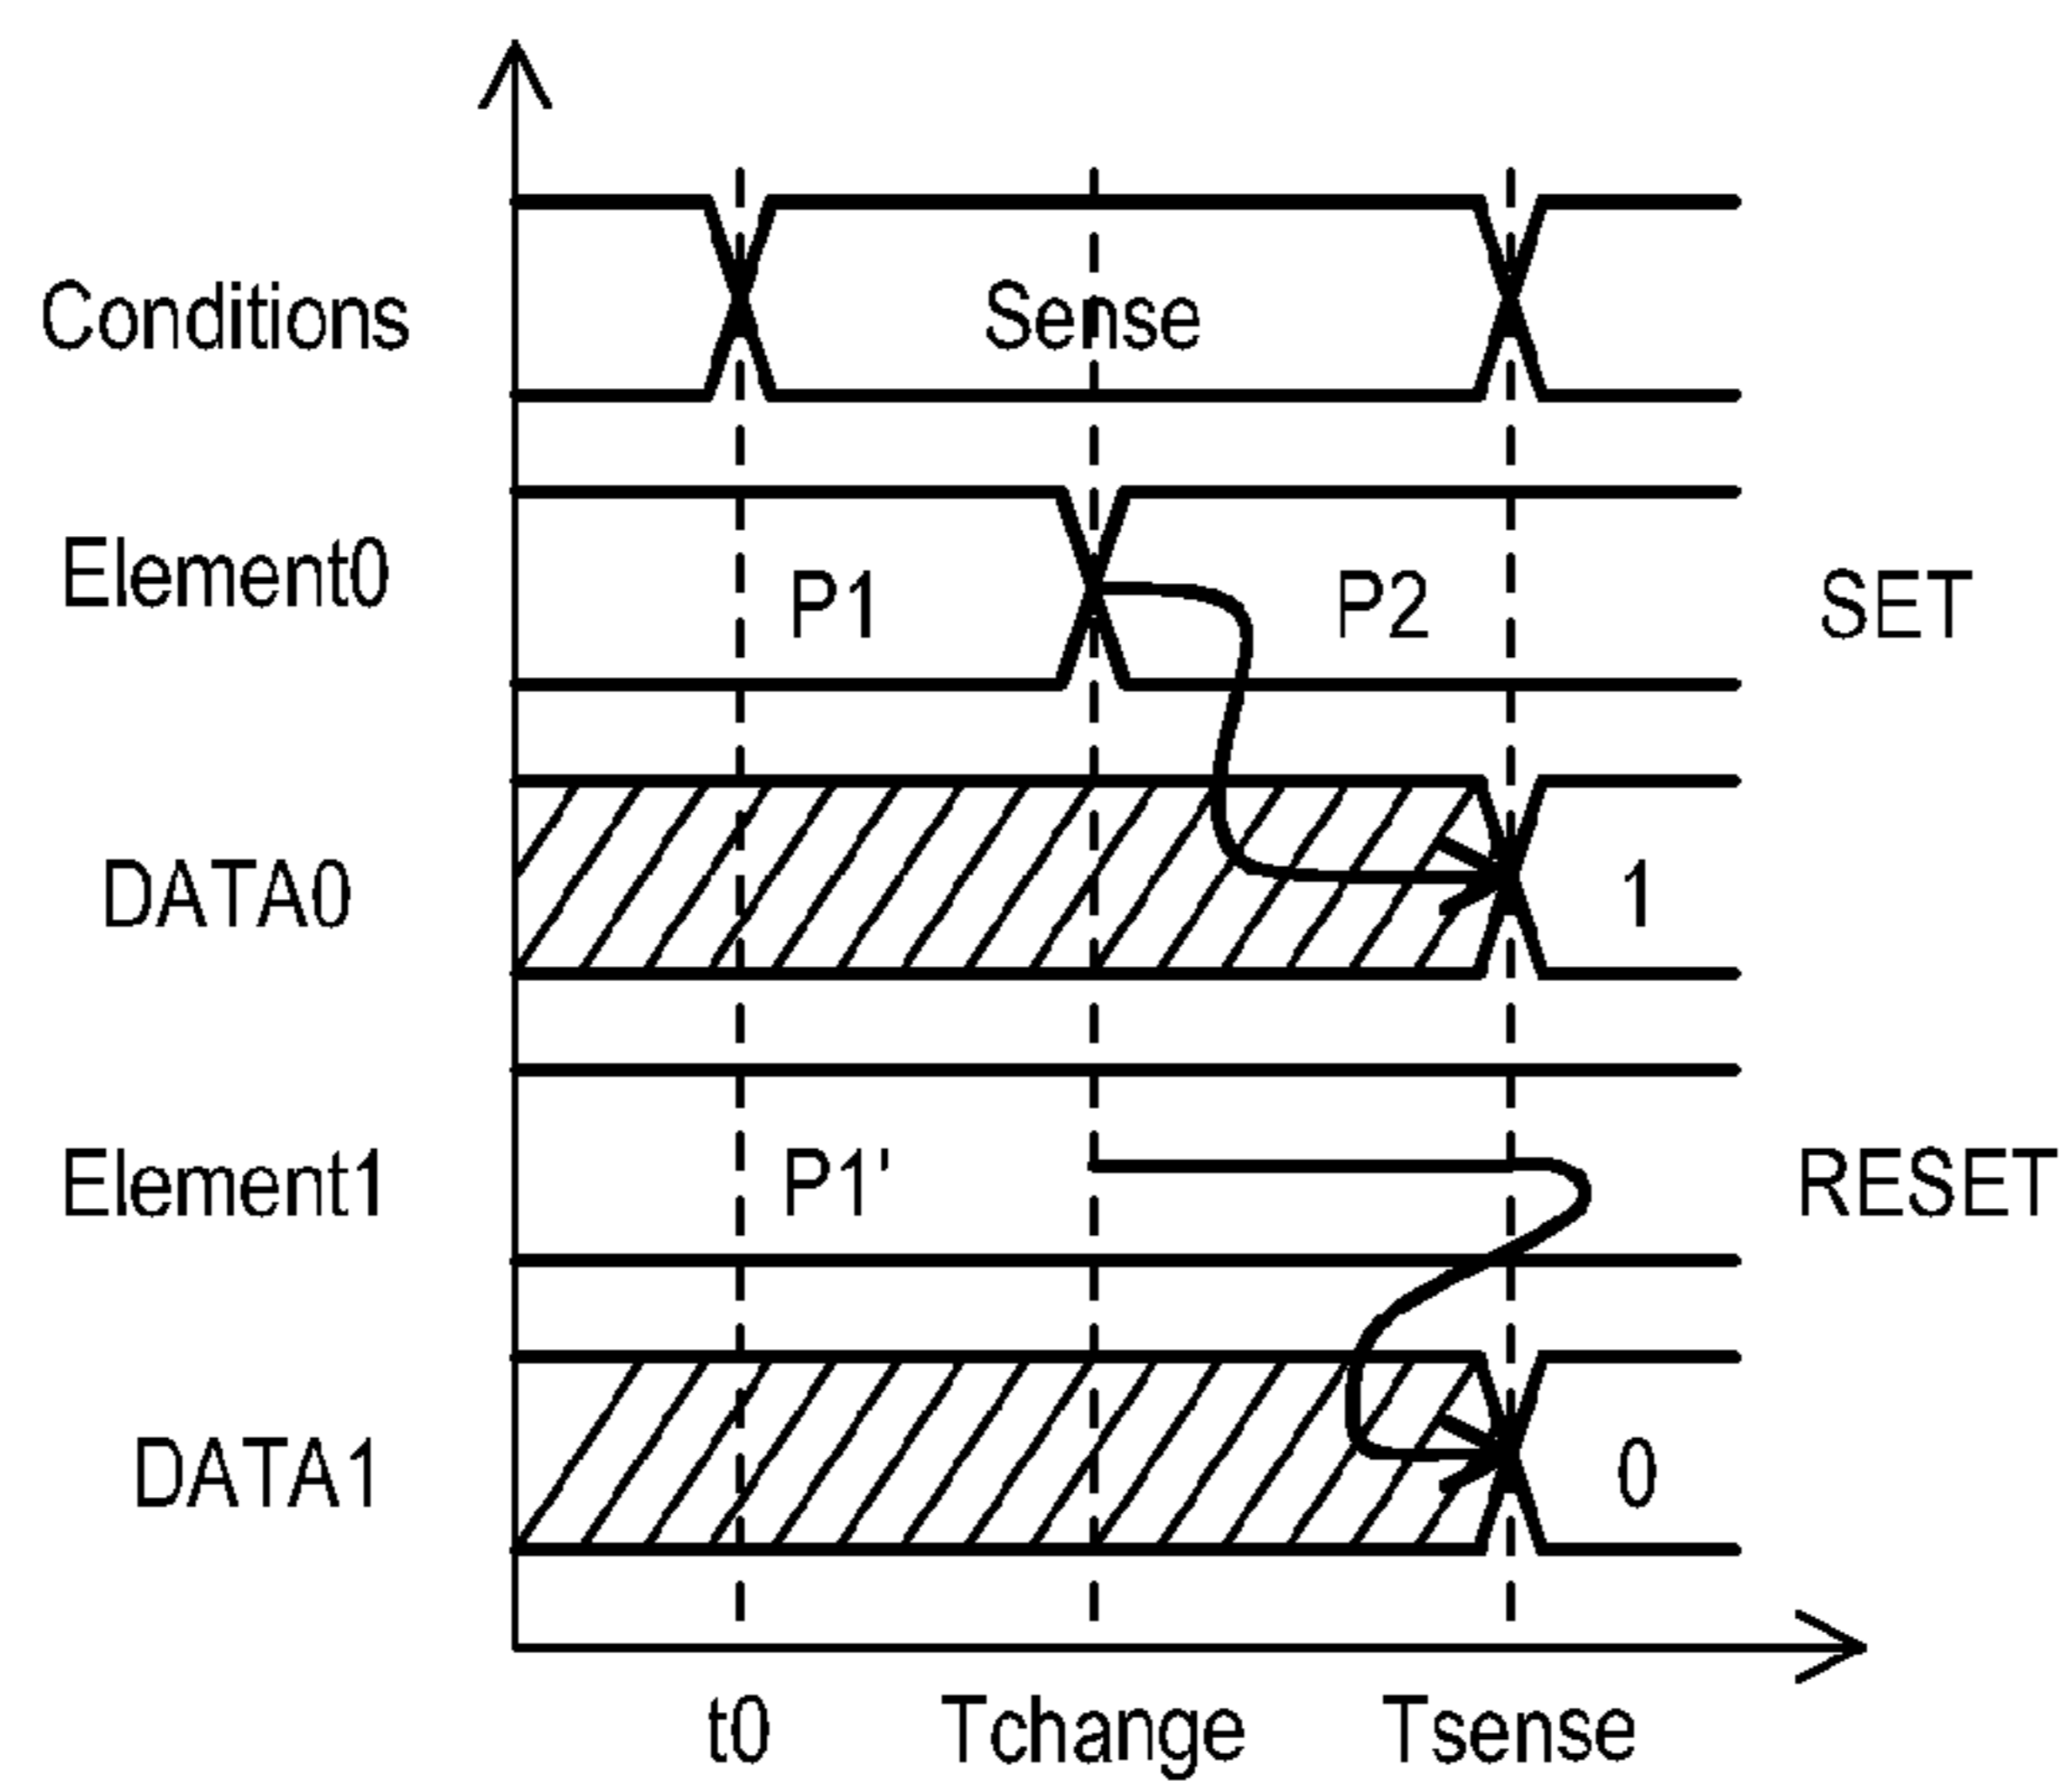 Conditions Sense
Element0 P1 P2 SET
DATA0 1
Element1 P1' RESET
DATA1 0
t0 Tchange Tsense